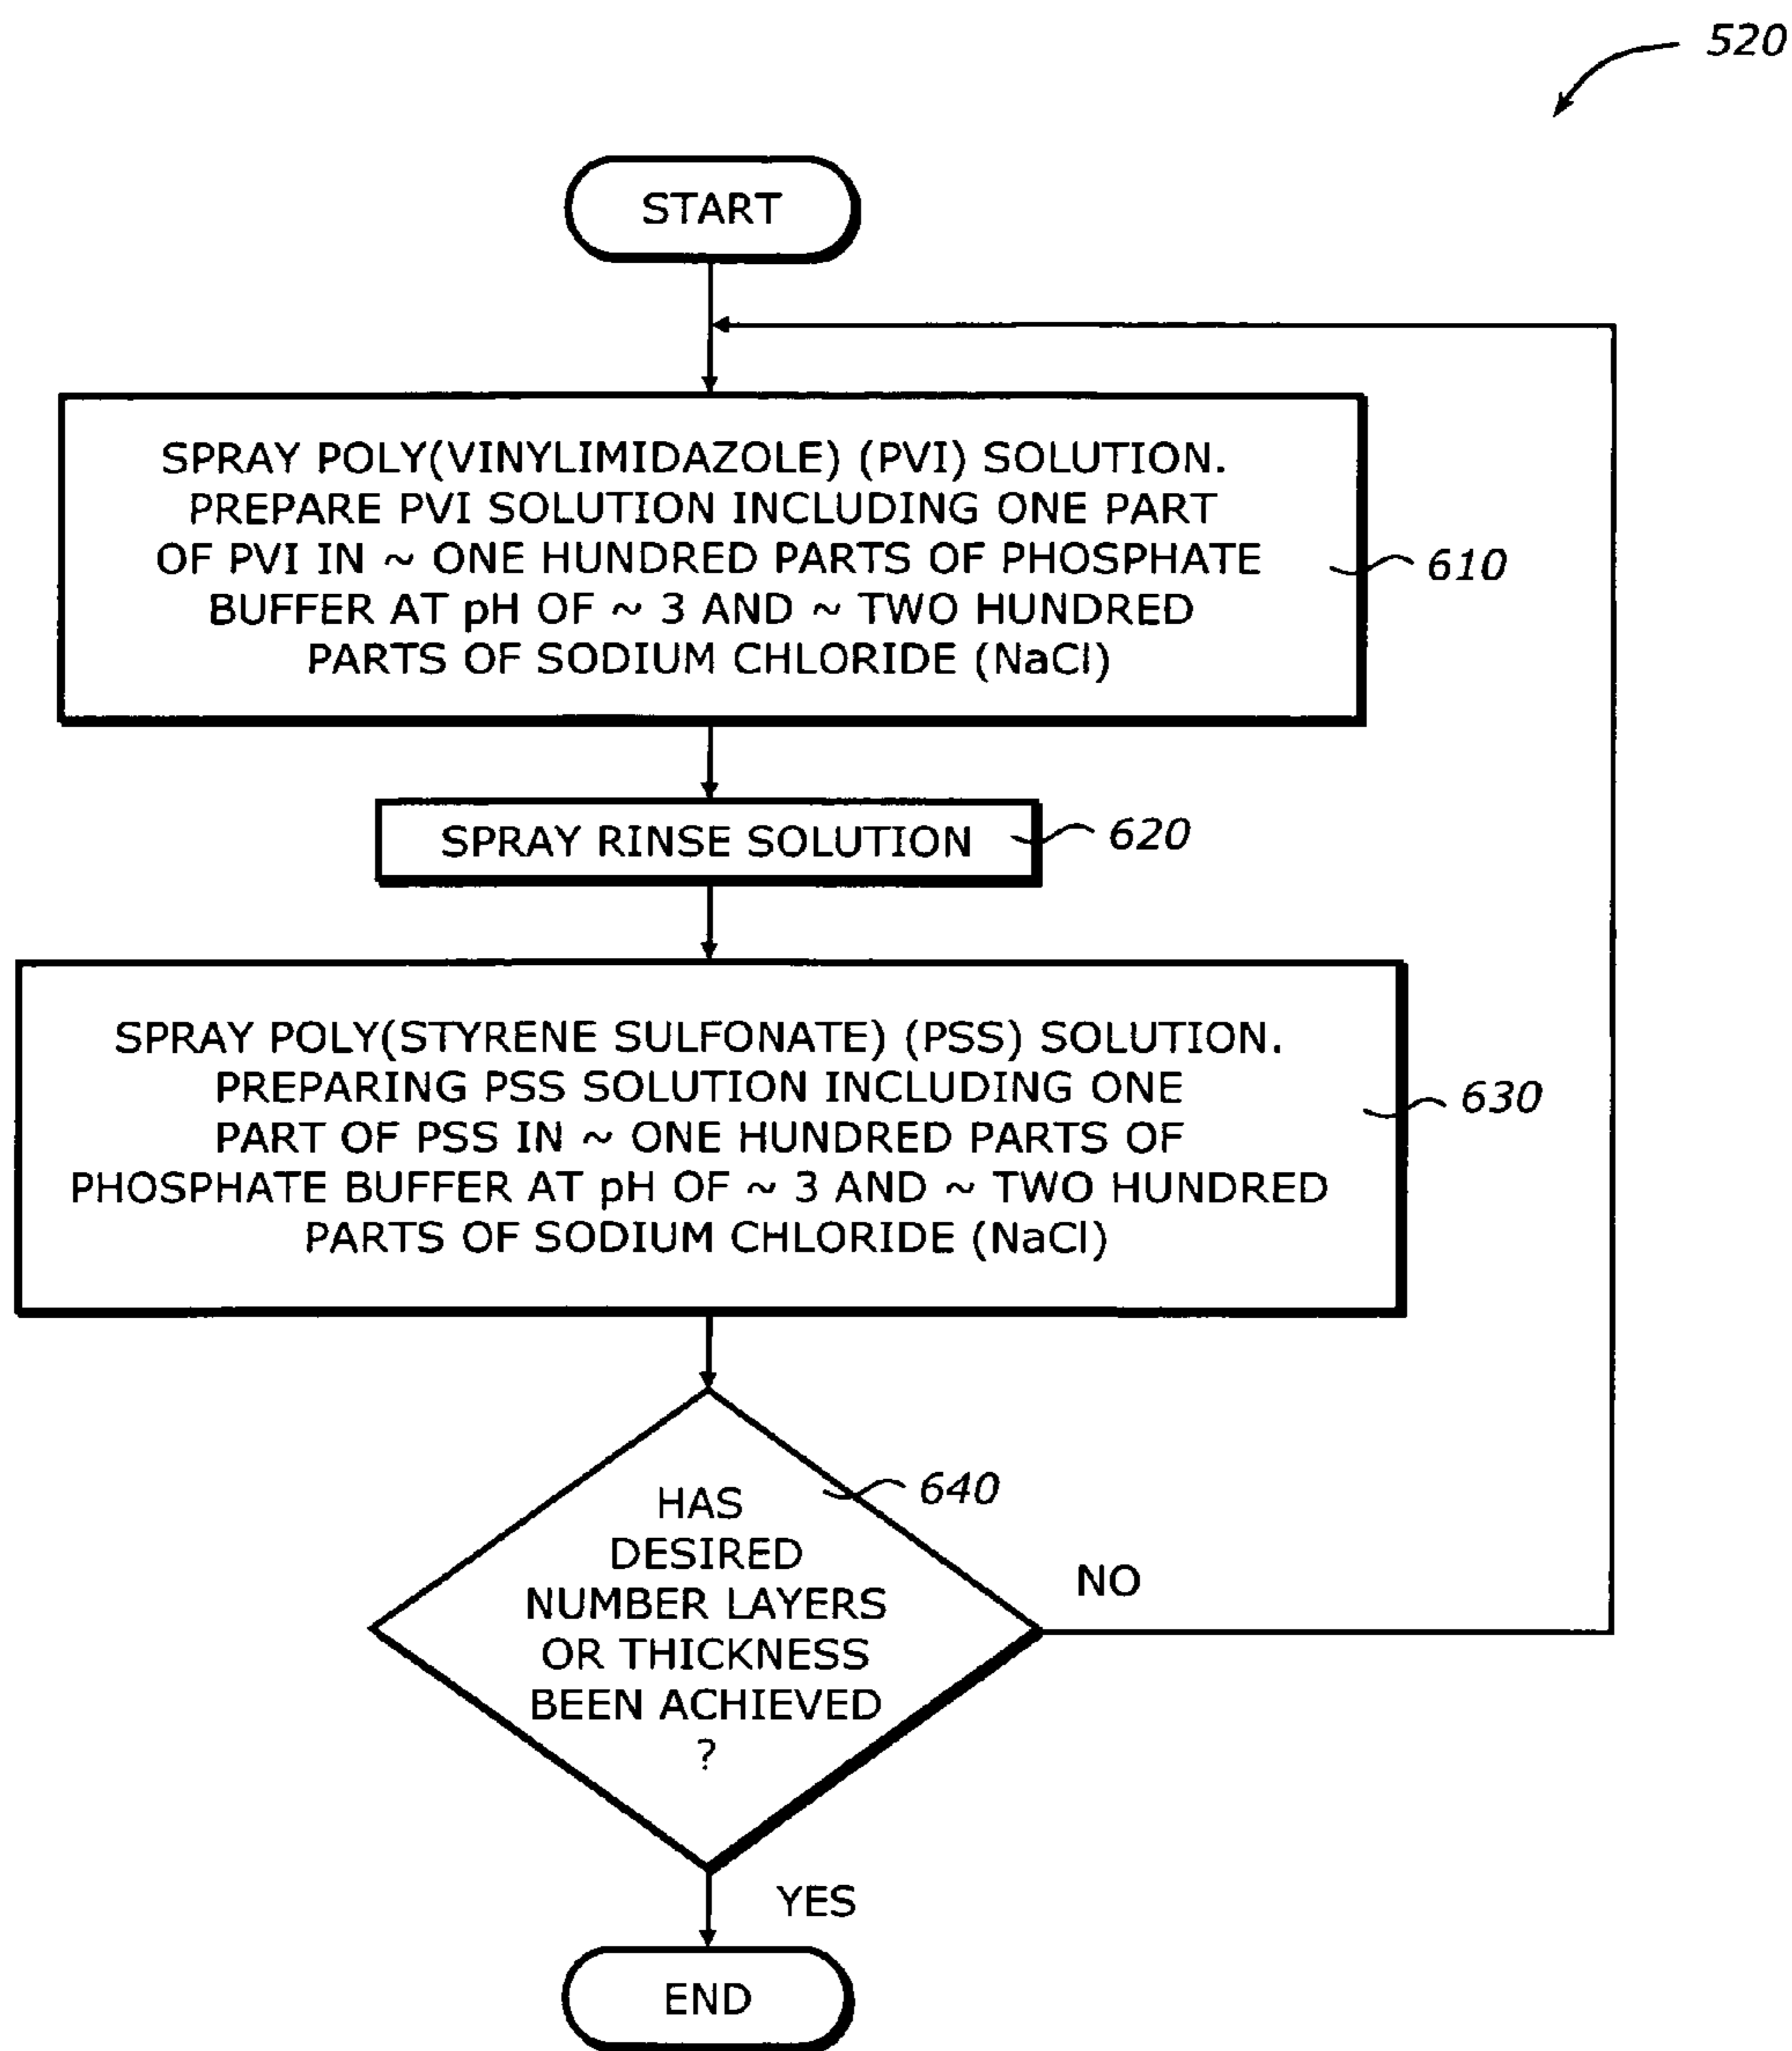 520
START
SPRAY POLY(VINYLIMIDAZOLE) (PVI) SOLUTION.
PREPARE PVI SOLUTION INCLUDING ONE PART
OF PVI IN ~ ONE HUNDRED PARTS OF PHOSPHATE
BUFFER AT pH OF ~ 3 AND ~ TWO HUNDRED
PARTS OF SODIUM CHLORIDE (NaCl)
610
SPRAY RINSE SOLUTION
620
SPRAY POLY(STYRENE SULFONATE) (PSS) SOLUTION.
PREPARING PSS SOLUTION INCLUDING ONE
PART OF PSS IN ~ ONE HUNDRED PARTS OF
PHOSPHATE BUFFER AT pH OF ~ 3 AND ~ TWO HUNDRED
PARTS OF SODIUM CHLORIDE (NaCl)
630
640
HAS
DESIRED
NUMBER LAYERS
OR THICKNESS
BEEN ACHIEVED
?
NO
YES
END